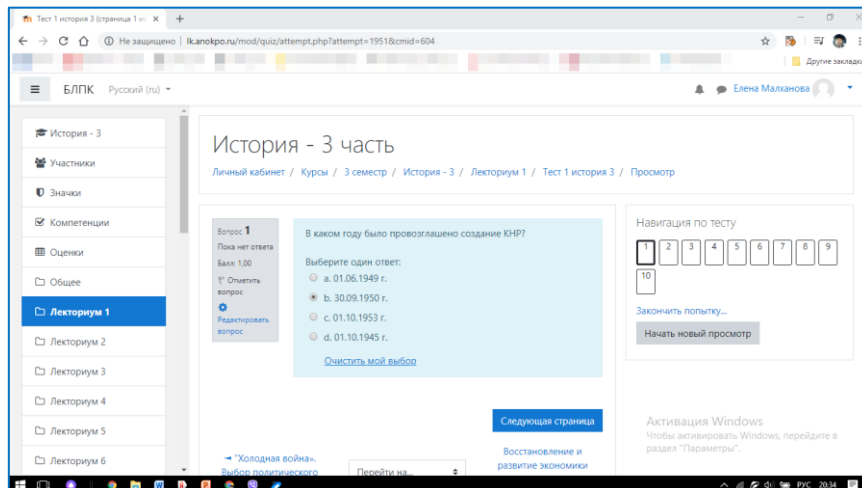 Тест 1 история 3 (страница 1 из
Не защищено | lk.anokpo.ru/mod/quiz/attempt.php?attempt=1951&cmid=604
Другие закладки
БЛПК Русский (ru)
Елена Малханова
История - 3
Участники
Значки
Компетенции
Оценки
Общее
Лекториум 1
Лекториум 2
Лекториум 3
Лекториум 4
Лекториум 5
Лекториум 6
История - 3 часть
Личный кабинет / Курсы / 3 семестр / История - 3 / Лекториум 1 / Тест 1 история 3 / Просмотр
Вопрос 1
Пока нет ответа
Балл: 1,00
Отметить
вопрос
Редактировать
вопрос
В каком году было провозглашено создание КНР?
Выберите один ответ:
a. 01.06.1949 г.
b. 30.09.1950 г.
c. 01.10.1953 г.
d. 01.10.1945 г.
Очистить мой выбор
Следующая страница
◄ "Холодная война».
Выбор политического
Перейти на...
Восстановление и
развитие экономики
Навигация по тесту
1 2 3 4 5 6 7 8 9
10
Закончить попытку...
Начать новый просмотр
Активация Windows
Чтобы активировать Windows, перейдите в
раздел "Параметры".
РУС 20:34